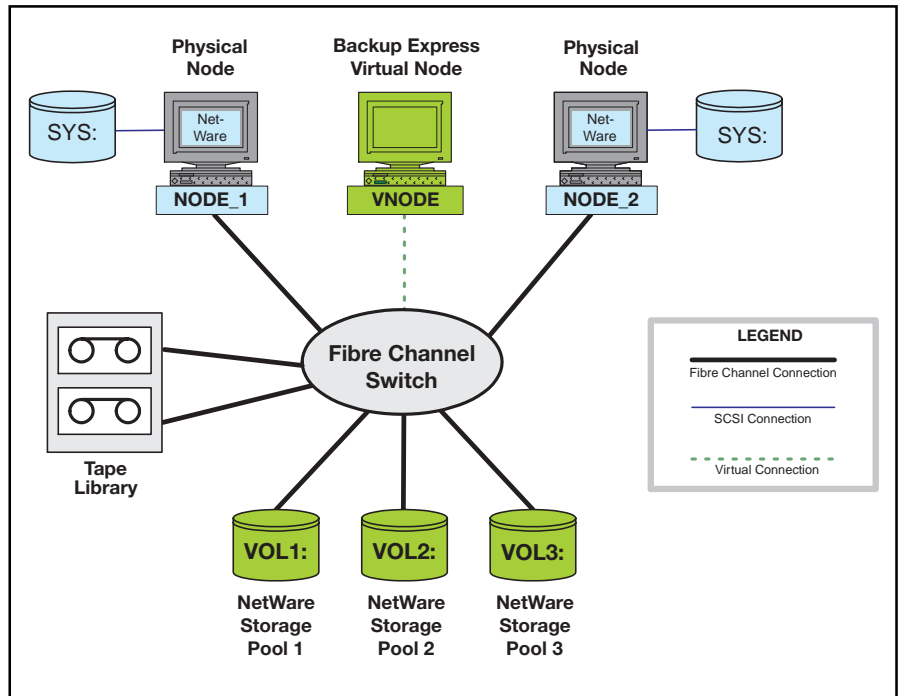 Physical
Node
Backup Express
Virtual Node
Physical
Node
SYS:
Net-
Ware
Net-
Ware
SYS:
NODE_1
VNODE
NODE_2
Fibre Channel
Switch
LEGEND
Fibre Channel Connection
SCSI Connection
Virtual Connection
Tape
Library
VOL1:
VOL2:
VOL3:
NetWare
Storage
Pool 1
NetWare
Storage
Pool 2
NetWare
Storage
Pool 3